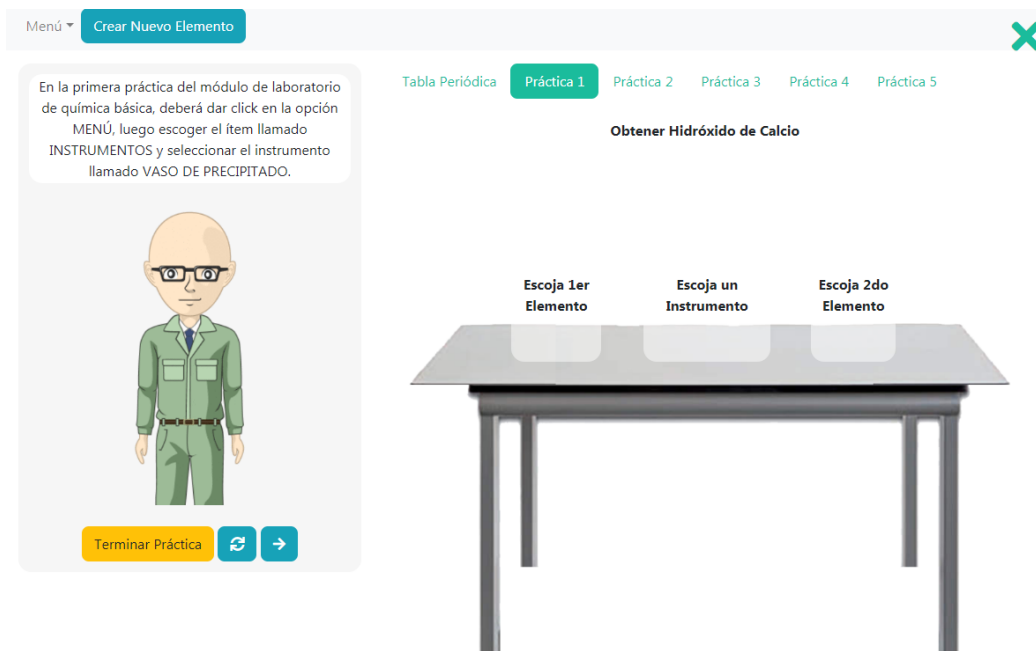 Menú
Crear Nuevo Elemento
En la primera práctica del módulo de laboratorio
de química básica, deberá dar click en la opción
MENÚ, luego escoger el ítem llamado
INSTRUMENTOS y seleccionar el instrumento
llamado VASO DE PRECIPITADO.
Terminar Práctica
Tabla Periódica
Práctica 1
Práctica 2
Práctica 3
Práctica 4
Práctica 5
Obtener Hidróxido de Calcio
Escoja 1er
Elemento
Escoja un
Instrumento
Escoja 2do
Elemento